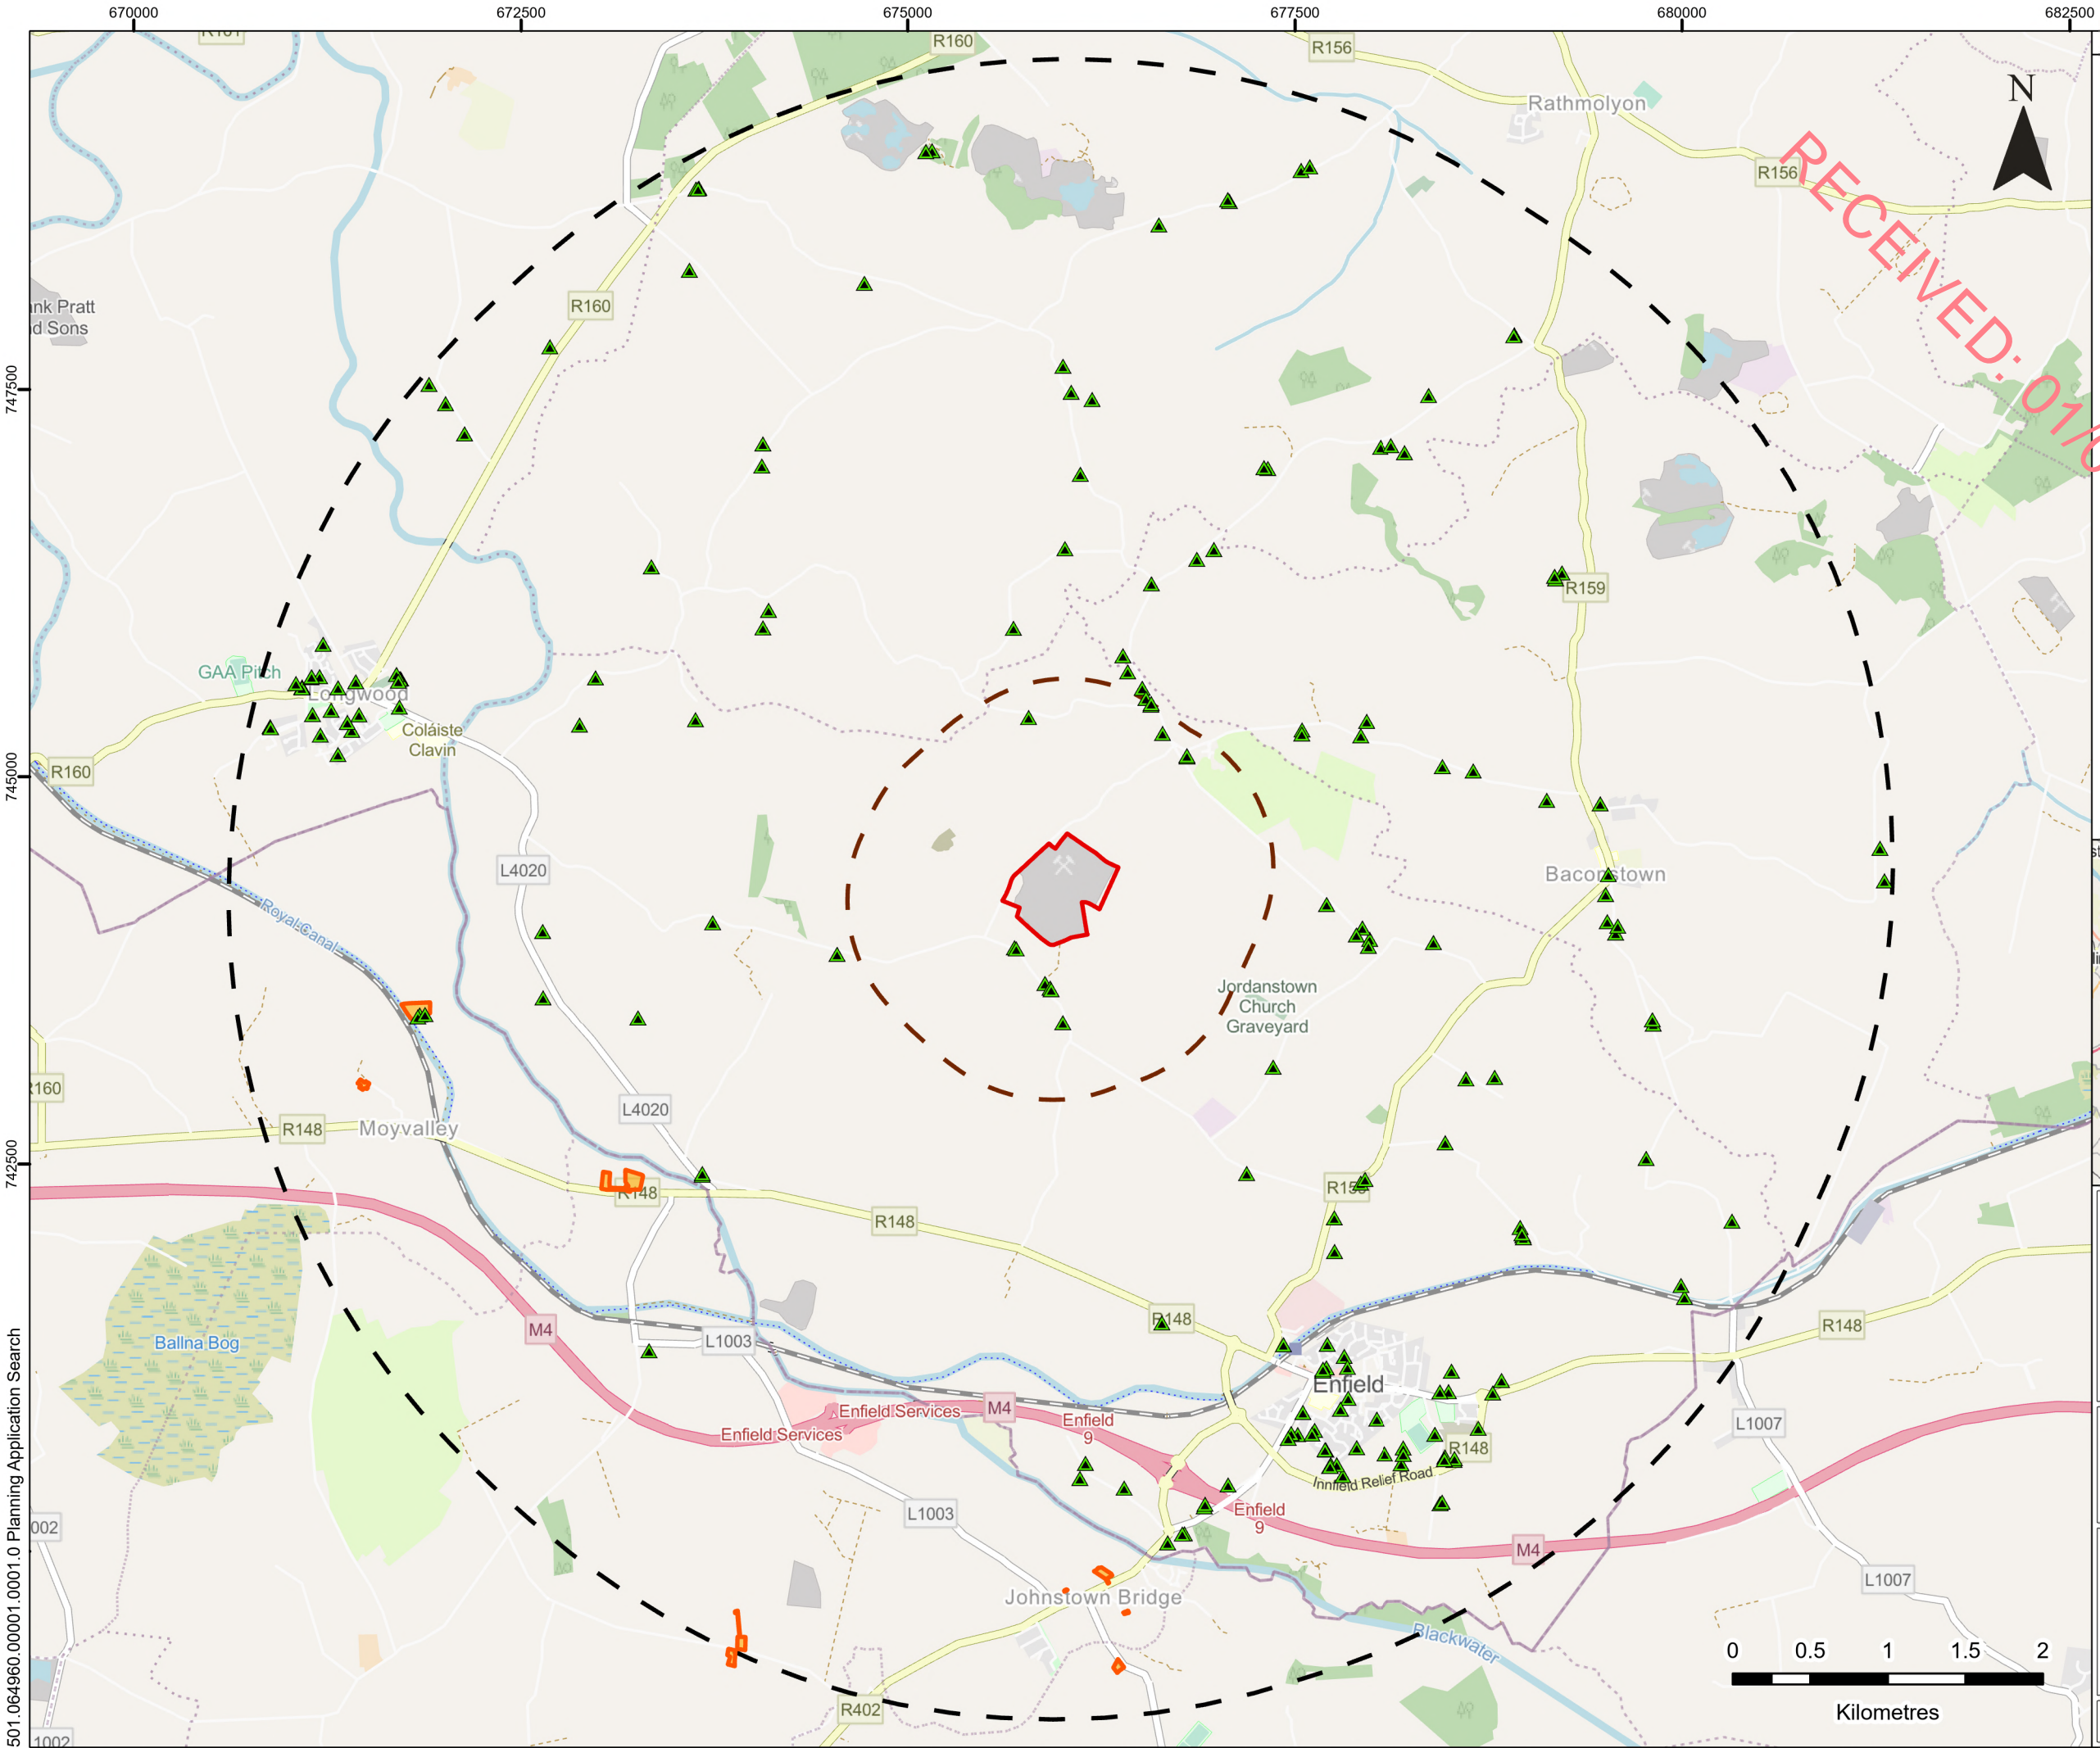 670000
672500
675000
677500
680000
682500
R161
R160
R156
Rathmolyon
N
R156
RECEIVED: 01/0
R160
ank Pratt
nd Sons
747500
R159
GAA Pitch
Longwood
Coláiste
Clavin
R160
745000
L4020
Baconstown
Royal Canal
Jordanstown
Church
Graveyard
R160
L4020
R148
Moyvalley
742500
R148
R148
R148
R148
Ballna Bog
M4
L1003
Enfield
Enfield Services
Enfield Services
M4
Enfield
9
L1007
R148
Innfield Relief Road
L1003
Enfield
9
M4
002
L1007
Johnstown Bridge
Blackwater
0 0.5 1 1.5 2
Kilometres
R402
1002
501.064960.00001.0001.0 Planning Application Search